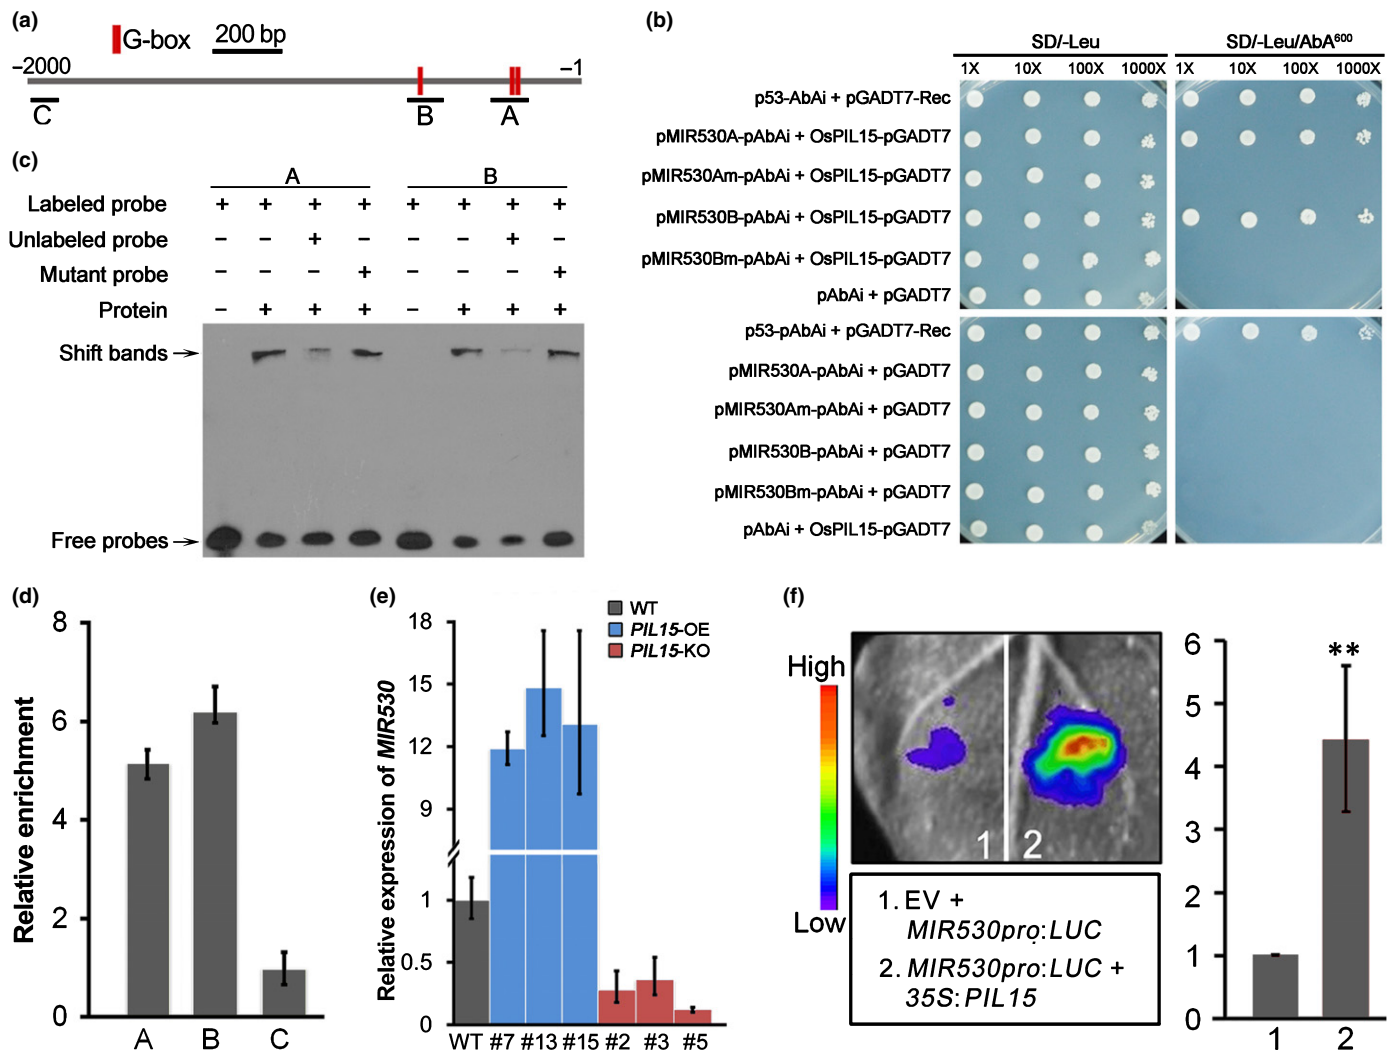 (a)
G-box
200 bp
–2000
–1
C
B
A
(b)
SD/-Leu
SD/-Leu/AbA600
1X 10X 100X 1000X
1X 10X 100X 1000X
p53-AbAi + pGADT7-Rec
pMIR530A-pAbAi + OsPIL15-pGADT7
pMIR530Am-pAbAi + OsPIL15-pGADT7
pMIR530B-pAbAi + OsPIL15-pGADT7
pMIR530Bm-pAbAi + OsPIL15-pGADT7
pAbAi + pGADT7
p53-pAbAi + pGADT7-Rec
pMIR530A-pAbAi + pGADT7
pMIR530Am-pAbAi + pGADT7
pMIR530B-pAbAi + pGADT7
pMIR530Bm-pAbAi + pGADT7
pAbAi + OsPIL15-pGADT7
(c)
A B
Labeled probe + + + + + + + +
Unlabeled probe – – + – – – + –
Mutant probe – – – + – – – +
Protein – + + + – + + +
Shift bands
Free probes
(d)
Relative enrichment
8
6
4
2
0
A B C
(e)
WT
PIL15-OE
PIL15-KO
Relative expression of MIR530
18
15
12
9
1
0.5
0
WT #7 #13 #15 #2 #3 #5
(f)
High
Low
1 2
1. EV +
MIR530pro:LUC
2. MIR530pro:LUC +
35S:PIL15
**
6
5
4
3
2
1
0
1 2